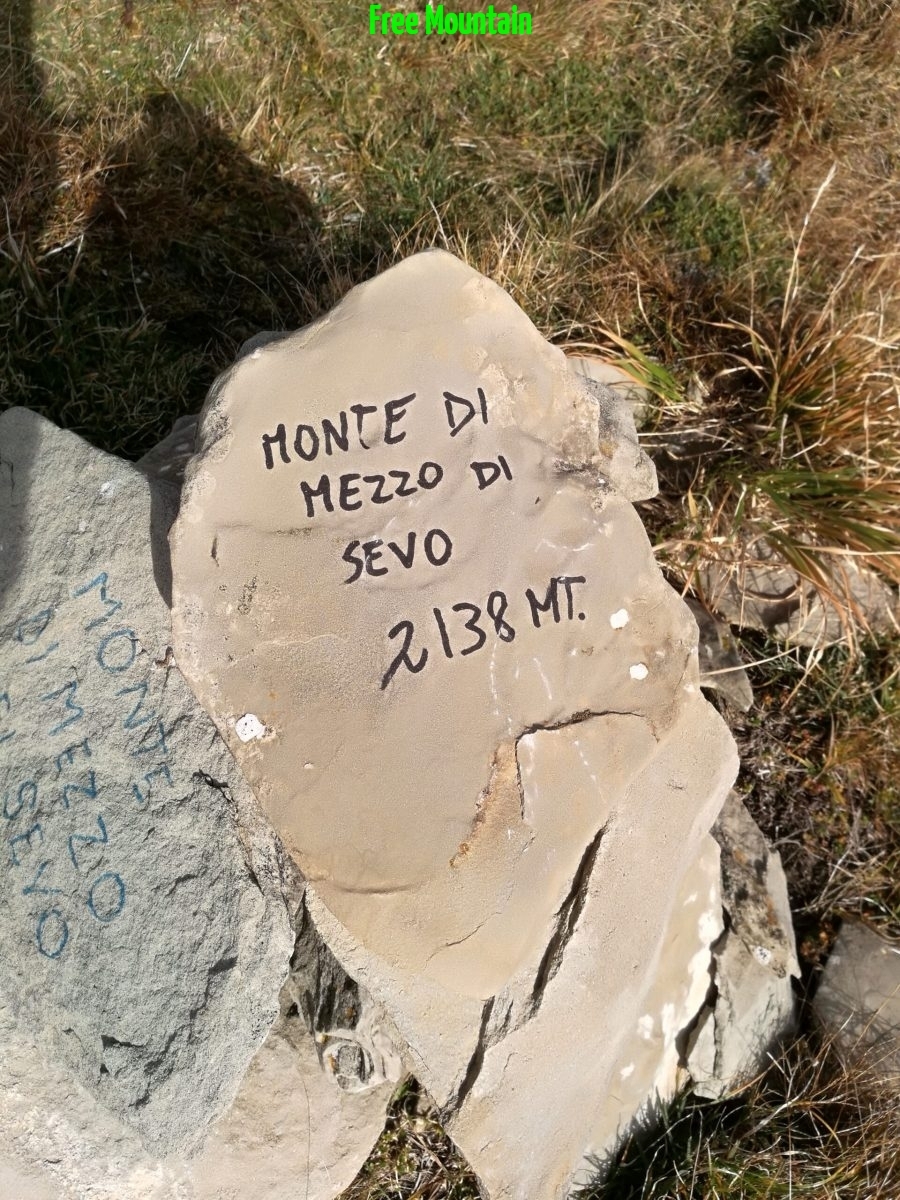 Free Mountain
MONTE DI
MEZZO DI
SEVO
2138 MT.
MONTE
DI MEZZO
SEVO